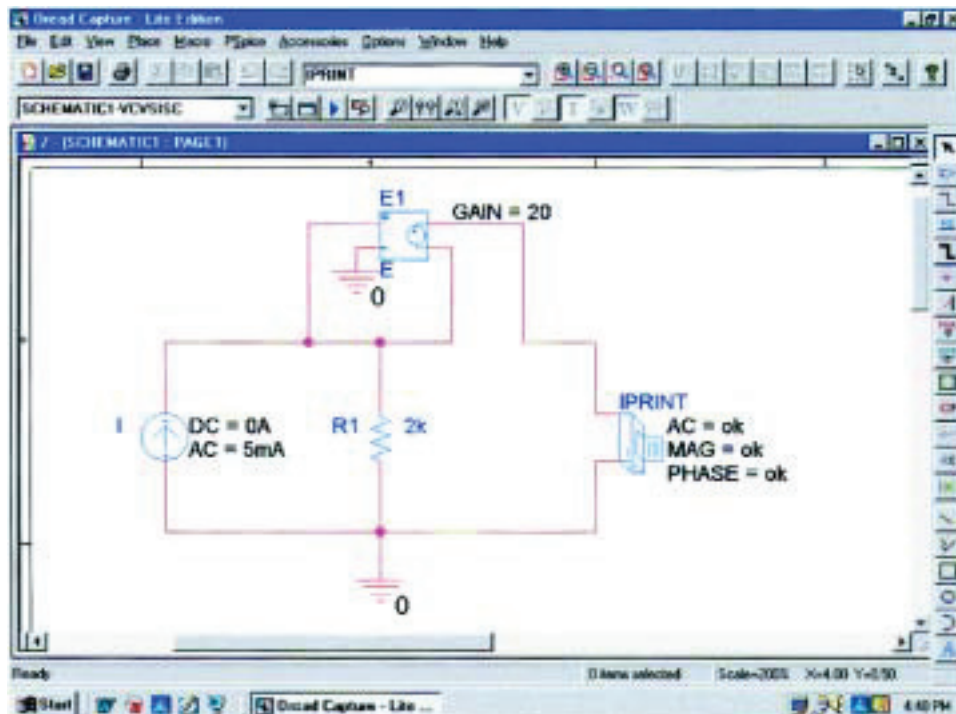 Orcad Capture - Lite Edition
File Edit View Place Macro PSpice Accessories Options Window Help
IPRINT
SCHEMATIC1-VCVSISC
/ - (SCHEMATIC1 : PAGE1)
E1
GAIN = 20
E
0
I
DC = 0A
AC = 5mA
R1
2k
IPRINT
AC = ok
MAG = ok
PHASE = ok
0
Ready
0 items selected
Scale=200%
X=4.00 Y=0.50
Start
Orcad Capture - Lite ...
4:40 PM